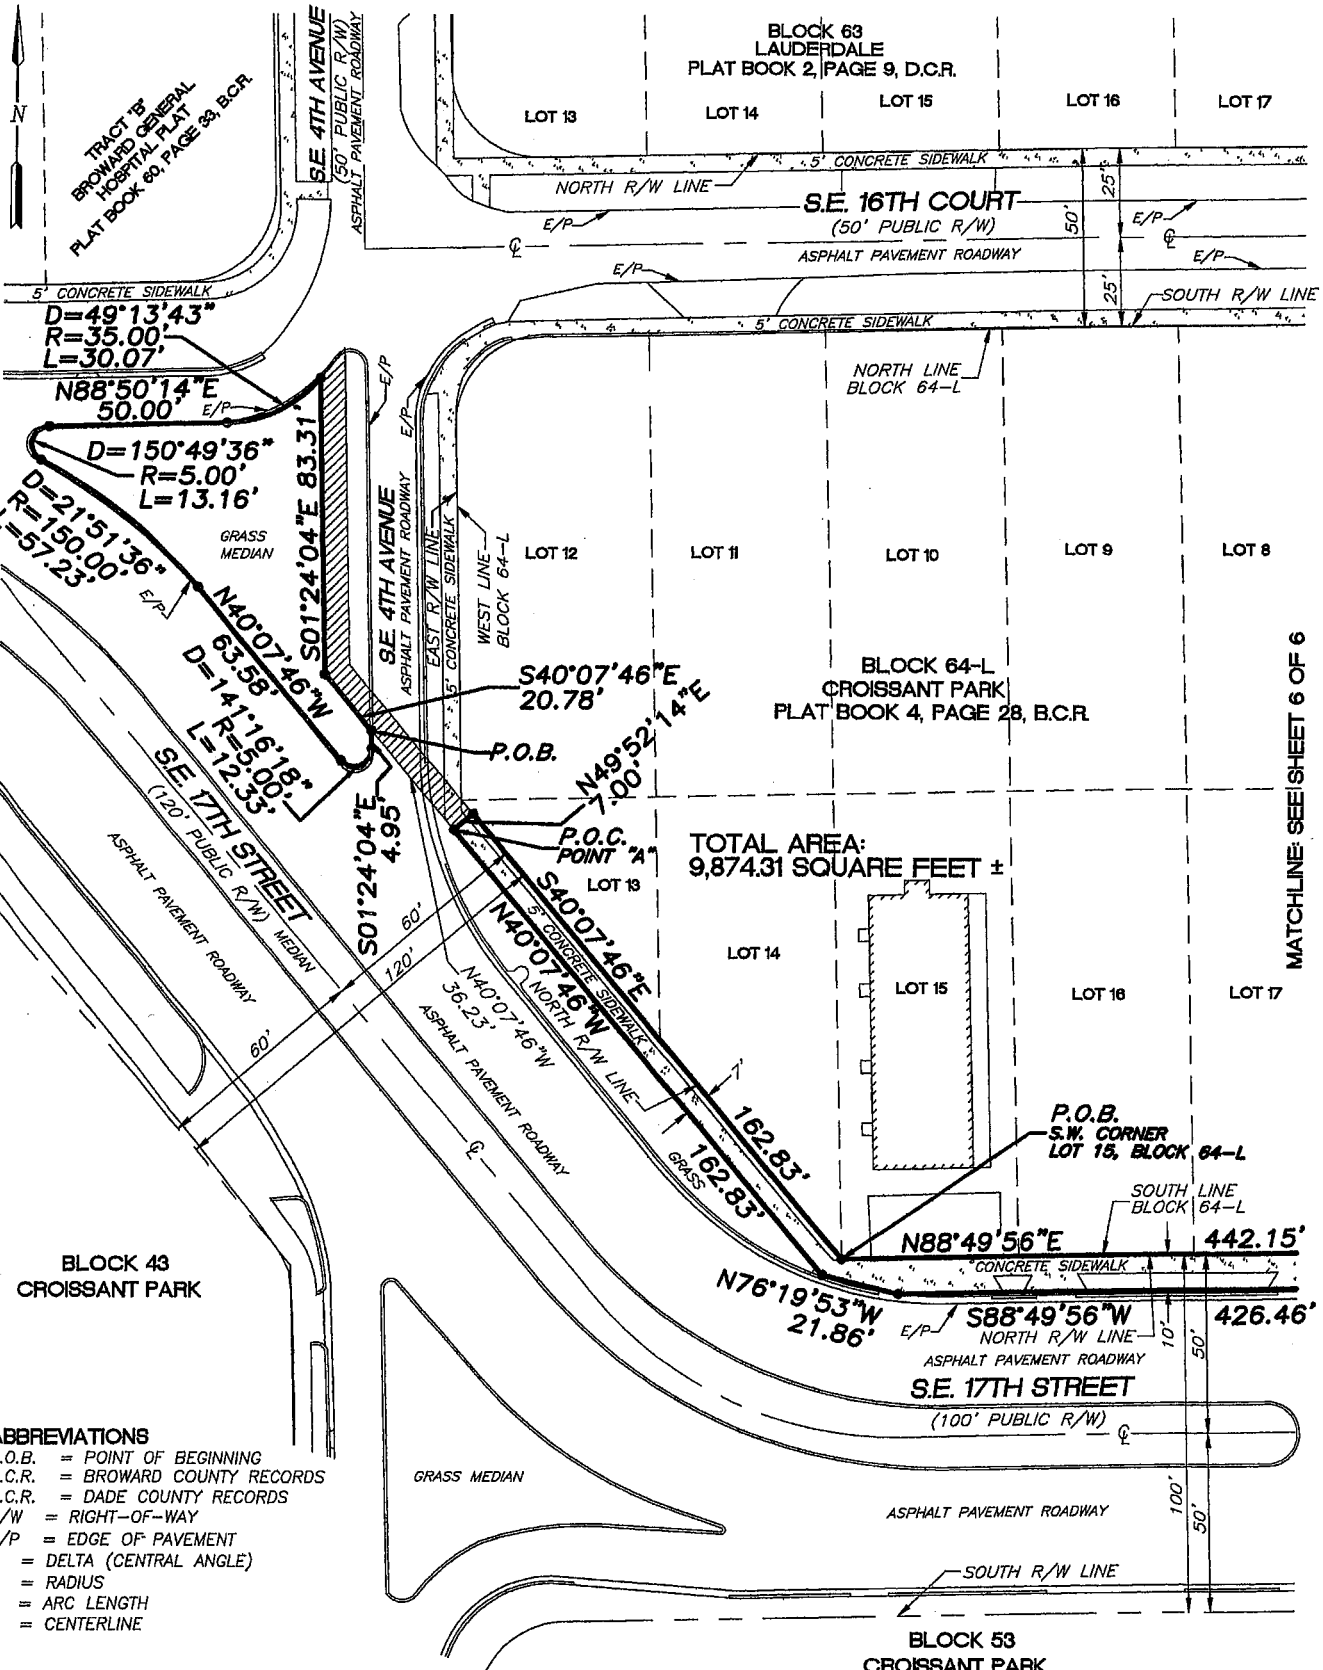 N
TRACT "B"
BROWARD GENERAL
HOSPITAL PLAT
PLAT BOOK 60, PAGE 33, B.C.R.
S.E. 4TH AVENUE
(50' PUBLIC R/W)
ASPHALT PAVEMENT ROADWAY
BLOCK 63
LAUDERDALE
PLAT BOOK 2, PAGE 9, D.C.R.
LOT 13
LOT 14
LOT 15
LOT 16
LOT 17
5' CONCRETE SIDEWALK
NORTH R/W LINE
S.E. 16TH COURT
(50' PUBLIC R/W)
ASPHALT PAVEMENT ROADWAY
E/P
E/P
E/P
E/P
50'
25'
25'
SOUTH R/W LINE
5' CONCRETE SIDEWALK
NORTH LINE
BLOCK 64-L
5' CONCRETE SIDEWALK
D=49°13'43"
R=35.00'
L=30.07'
N88°50'14"E
50.00'
E/P
D=150°49'36"
R=5.00'
L=13.16'
D=21°51'36"
R=150.00'
L=57.23'
E/P
GRASS
MEDIAN
S01°24'04"E 83.31'
E/P
E/P
S.E. 4TH AVENUE
ASPHALT PAVEMENT ROADWAY
EAST R/W LINE
5' CONCRETE SIDEWALK
WEST LINE
BLOCK 64-L
LOT 12
LOT 11
LOT 10
LOT 9
LOT 8
N40°07'46"W
63.58'
D=141°16'18"
R=5.00'
L=12.33'
S40°07'46"E
20.78'
P.O.B.
N49°52'14"E
7.00'
P.O.C.
POINT "A"
S01°24'04"E
4.95'
BLOCK 64-L
CROISSANT PARK
PLAT BOOK 4, PAGE 28, B.C.R.
MATCHLINE: SEE SHEET 6 OF 6
TOTAL AREA:
9,874.31 SQUARE FEET ±
LOT 13
LOT 14
LOT 15
LOT 16
LOT 17
S.E. 17TH STREET
(120' PUBLIC R/W)
MEDIAN
ASPHALT PAVEMENT ROADWAY
60'
120'
60'
N40°07'46"W
36.23'
ASPHALT PAVEMENT ROADWAY
S40°07'46"E
162.83'
5' CONCRETE SIDEWALK
N40°07'46"W
162.83'
NORTH R/W LINE
7'
GRASS
P.O.B.
S.W. CORNER
LOT 15, BLOCK 64-L
SOUTH LINE
BLOCK 64-L
N88°49'56"E
442.15'
CONCRETE SIDEWALK
N76°19'53"W
21.86'
E/P
S88°49'56"W
426.46'
NORTH R/W LINE
10'
50'
ASPHALT PAVEMENT ROADWAY
S.E. 17TH STREET
(100' PUBLIC R/W)
100'
50'
BLOCK 43
CROISSANT PARK
GRASS MEDIAN
ASPHALT PAVEMENT ROADWAY
SOUTH R/W LINE
BLOCK 53
CROISSANT PARK
ABBREVIATIONS
.O.B. = POINT OF BEGINNING
.C.R. = BROWARD COUNTY RECORDS
.C.R. = DADE COUNTY RECORDS
/W = RIGHT-OF-WAY
/P = EDGE OF PAVEMENT
= DELTA (CENTRAL ANGLE)
= RADIUS
= ARC LENGTH
= CENTERLINE